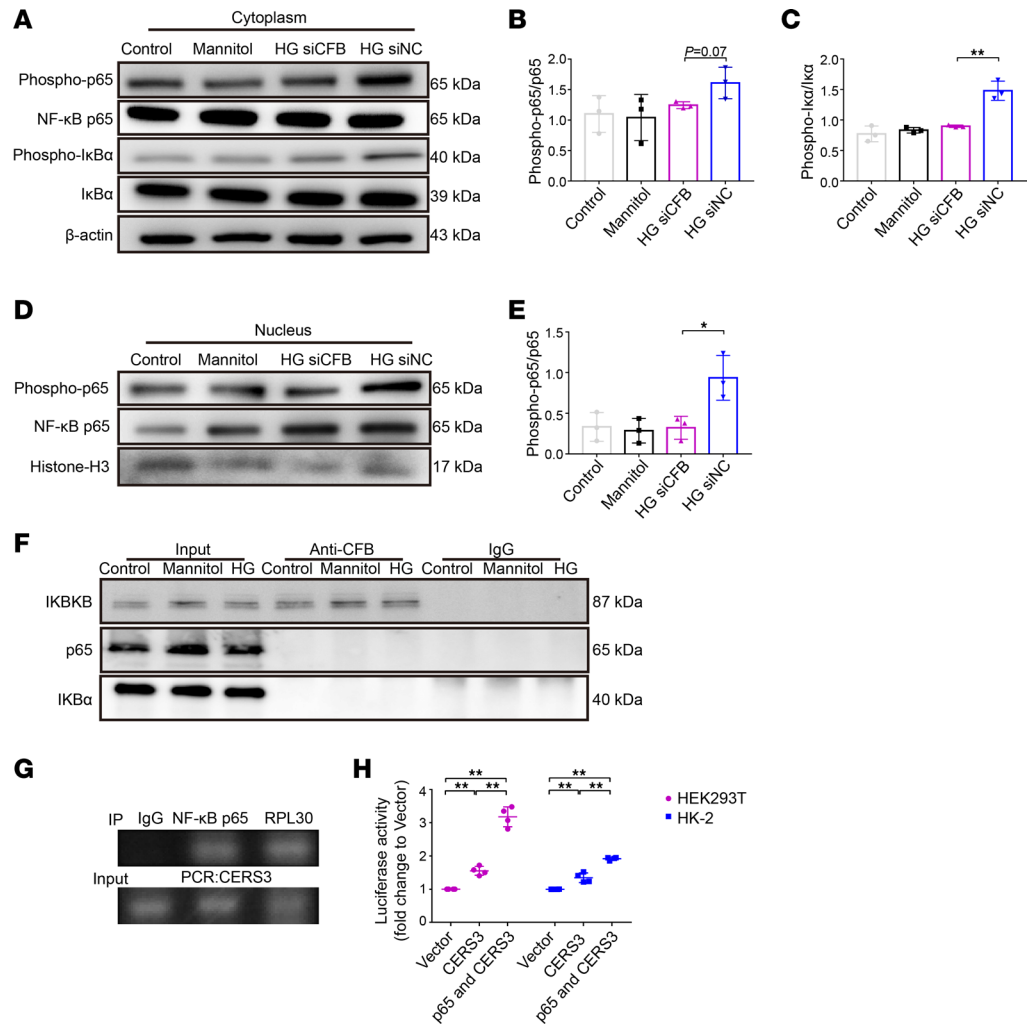 A
Cytoplasm
Control Mannitol HG siCFB HG siNC
Phospho-p65 65 kDa
NF-κB p65 65 kDa
Phospho-IκBα 40 kDa
IκBα 39 kDa
β-actin 43 kDa
B
P=0.07
Phospho-p65/p65
2.0
1.5
1.0
0.5
0.0
Control
Mannitol
HG siCFB
HG siNC
C
**
Phospho-Iκα/Iκα
2.0
1.5
1.0
0.5
0.0
Control
Mannitol
HG siCFB
HG siNC
D
Nucleus
Control Mannitol HG siCFB HG siNC
Phospho-p65 65 kDa
NF-κB p65 65 kDa
Histone-H3 17 kDa
E
*
Phospho-p65/p65
1.5
1.0
0.5
0.0
Control
Mannitol
HG siCFB
HG siNC
F
Input Anti-CFB IgG
Control Mannitol HG Control Mannitol HG Control Mannitol HG
IKBKB 87 kDa
p65 65 kDa
IKBα 40 kDa
G
IP IgG NF-κB p65 RPL30
Input PCR:CERS3
H
** **
** ** ** **
Luciferase activity
(fold change to Vector)
4
3
2
1
0
Vector
CERS3
p65 and CERS3
Vector
CERS3
p65 and CERS3
HEK293T
HK-2